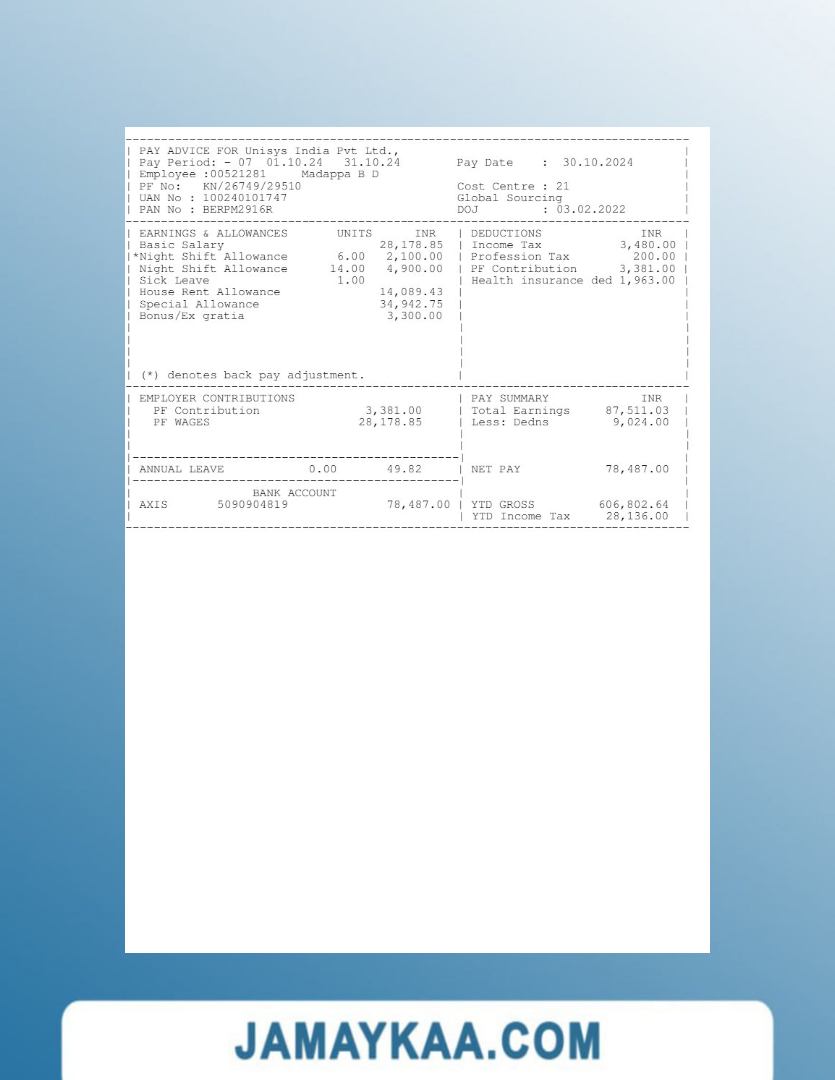 PAY ADVICE FOR Unisys India Pvt Ltd.,
Pay Period: - 07 01.10.24 31.10.24 Pay Date : 30.10.2024
Employee :00521281 Madappa B D
PF No: KN/26749/29510 Cost Centre : 21
UAN No : 100240101747 Global Sourcing
PAN No : BERPM2916R DOJ : 03.02.2022
EARNINGS & ALLOWANCES UNITS INR | DEDUCTIONS INR
Basic Salary 28,178.85 | Income Tax 3,480.00
*Night Shift Allowance 6.00 2,100.00 | Profession Tax 200.00
Night Shift Allowance 14.00 4,900.00 | PF Contribution 3,381.00
Sick Leave 1.00 | Health insurance ded 1,963.00
House Rent Allowance 14,089.43
Special Allowance 34,942.75
Bonus/Ex gratia 3,300.00
(*) denotes back pay adjustment.
EMPLOYER CONTRIBUTIONS | PAY SUMMARY INR
PF Contribution 3,381.00 | Total Earnings 87,511.03
PF WAGES 28,178.85 | Less: Dedns 9,024.00
ANNUAL LEAVE 0.00 49.82 | NET PAY 78,487.00
BANK ACCOUNT
AXIS 5090904819 78,487.00 | YTD GROSS 606,802.64
YTD Income Tax 28,136.00
JAMAYKAA.COM